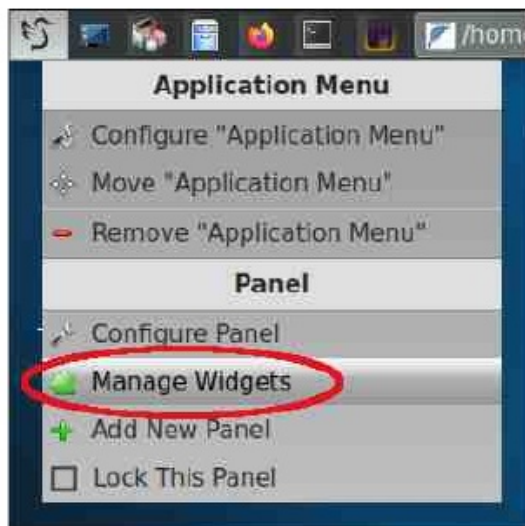 /home
Application Menu
Configure "Application Menu"
Move "Application Menu"
Remove "Application Menu"
Panel
Configure Panel
Manage Widgets
Add New Panel
Lock This Panel